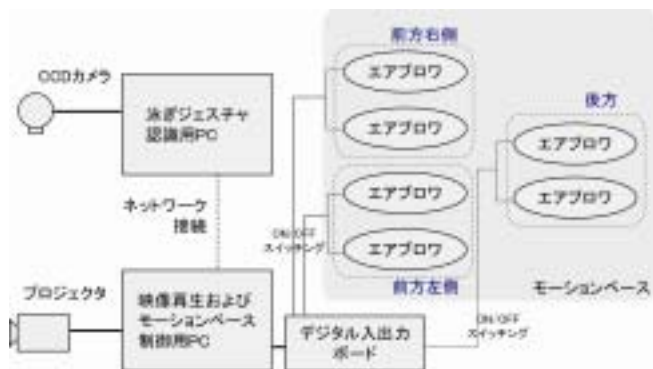 前方右側
OCDカメラ
エアブロワ
泳ぎジェスチャ
認識用PC
エアブロワ
後方
エアブロワ
エアブロワ
ネットワーク
接続
エアブロワ
ON/OFF
スイッチング
エアブロワ
プロジェクタ
前方左側
モーションベース
映像再生および
モーションベース
制御用PC
デジタル入出力
ボード
ON/OFF
スイッチング